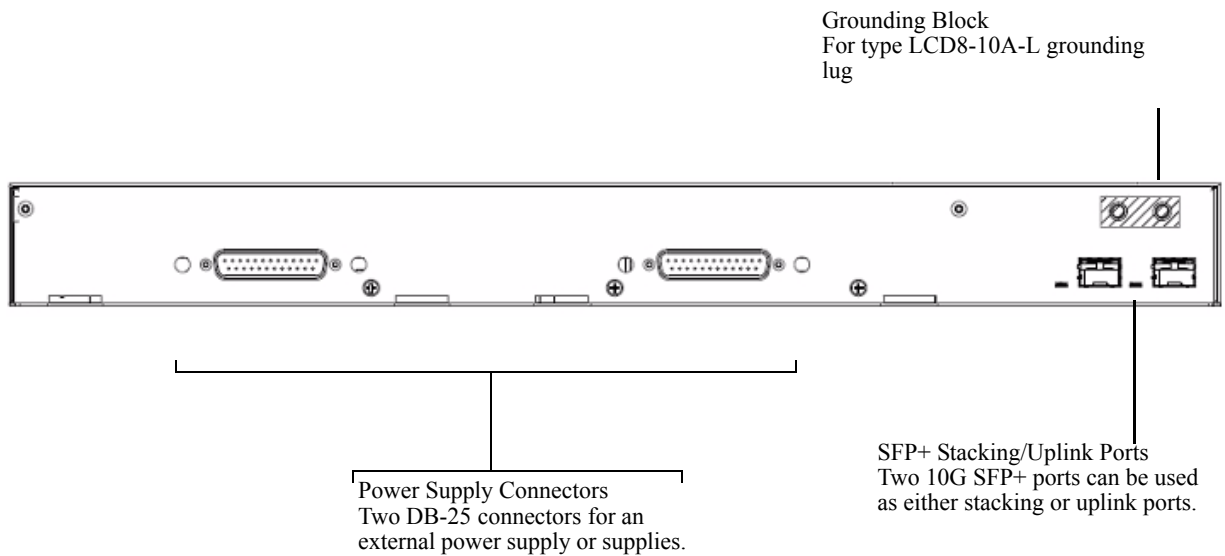 Grounding Block
For type LCD8-10A-L grounding
lug
SFP+ Stacking/Uplink Ports
Two 10G SFP+ ports can be used
as either stacking or uplink ports.
Power Supply Connectors
Two DB-25 connectors for an
external power supply or supplies.